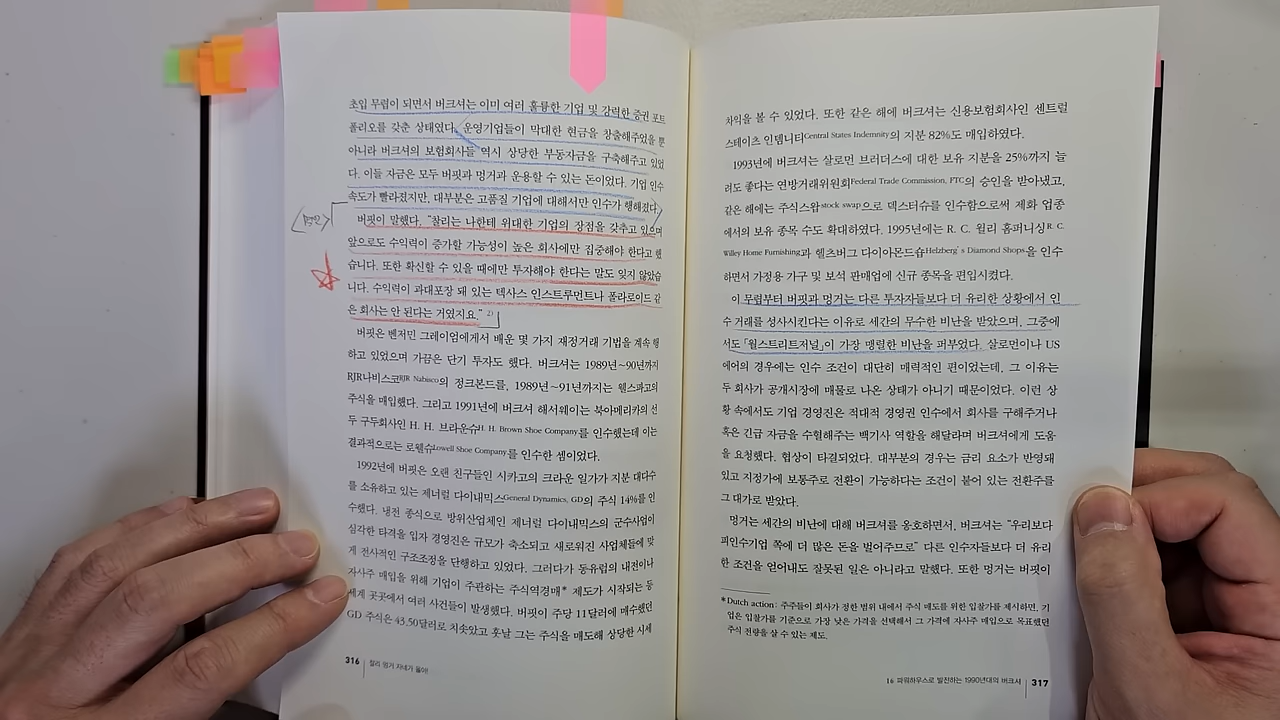 초입 무렵이 되면서 버크셔는 이미 여러 훌륭한 기업 및 강력한 증권 포트
폴리오를 갖춘 상태였다. 운영기업들이 막대한 현금을 창출해주었을 뿐
아니라 버크셔의 보험회사들 역시 상당한 부동자금을 구축해주고 있었
다. 이들 자금은 모두 버핏과 멍거가 운용할 수 있는 돈이었다. 기업 인수
속도가 빨라졌지만, 대부분은 고품질 기업에 대해서만 인수가 행해졌다.
버핏이 말했다. “찰리는 나한테 위대한 기업의 장점을 갖추고 있으며
앞으로도 수익력이 증가할 가능성이 높은 회사에만 집중해야 한다고 했
습니다. 또한 확신할 수 있을 때에만 투자해야 한다는 말도 잊지 않았습
니다. 수익력이 과대포장 돼 있는 텍사스 인스트루먼트나 폴라로이드 같
은 회사는 안 된다는 거였지요.” 2)
버핏은 벤저민 그레이엄에게서 배운 몇 가지 재정거래 기법을 계속 행
하고 있었으며 가끔은 단기 투자도 했다. 버크셔는 1989년~90년까지
RJR나비스코RJR Nabisco의 정크본드를, 1989년~91년까지는 웰스파고의
주식을 매입했다. 그리고 1991년에 버크셔 해서웨이는 북아메리카의 선
두 구두회사인 H. H. 브라운슈H. H. Brown Shoe Company를 인수했는데 이는
결과적으로는 로웰슈Lowell Shoe Company를 인수한 셈이었다.
1992년에 버핏은 오랜 친구들인 시카고의 크라운 일가가 지분 대다수
를 소유하고 있는 제너럴 다이내믹스General Dynamics, GD의 주식 14%를 인
수했다. 냉전 종식으로 방위산업체인 제너럴 다이내믹스의 군수사업이
심각한 타격을 입자 경영진은 규모가 축소되고 새로워진 사업체들에 맞
게 전사적인 구조조정을 단행하고 있었다. 그러다가 동유럽의 내전이나
자사주 매입을 위해 기업이 주관하는 주식역경매* 제도가 시작되는 등
세계 곳곳에서 여러 사건들이 발생했다. 버핏이 주당 11달러에 매수했던
GD 주식은 43.50달러로 치솟았고 훗날 그는 주식을 매도해 상당한 시세
316 찰리 멍거 자네가 옳아!
차익을 볼 수 있었다. 또한 같은 해에 버크셔는 신용보험회사인 센트럴
스테이츠 인뎀니티Central States Indemnity의 지분 82%도 매입하였다.
1993년에 버크셔는 살로먼 브러더스에 대한 보유 지분을 25%까지 늘
려도 좋다는 연방거래위원회Federal Trade Commission, FTC의 승인을 받아냈고,
같은 해에는 주식스왑stock swap으로 덱스터슈를 인수함으로써 제화 업종
에서의 보유 종목 수도 확대하였다. 1995년에는 R. C. 윌리 홈퍼니싱R. C.
Willey Home Furnishing과 헬츠버그 다이아몬드숍Helzberg's Diamond Shops을 인수
하면서 가정용 가구 및 보석 판매업에 신규 종목을 편입시켰다.
이 무렵부터 버핏과 멍거는 다른 투자자들보다 더 유리한 상황에서 인
수 거래를 성사시킨다는 이유로 세간의 무수한 비난을 받았으며, 그중에
서도 「월스트리트저널」이 가장 맹렬한 비난을 퍼부었다. 살로먼이나 US
에어의 경우에는 인수 조건이 대단히 매력적인 편이었는데, 그 이유는
두 회사가 공개시장에 매물로 나온 상태가 아니기 때문이었다. 이런 상
황 속에서도 기업 경영진은 적대적 경영권 인수에서 회사를 구해주거나
혹은 긴급 자금을 수혈해주는 백기사 역할을 해달라며 버크셔에게 도움
을 요청했다. 협상이 타결되었다. 대부분의 경우는 금리 요소가 반영돼
있고 지정가에 보통주로 전환이 가능하다는 조건이 붙어 있는 전환주를
그 대가로 받았다.
멍거는 세간의 비난에 대해 버크셔를 옹호하면서, 버크셔는 “우리보다
피인수기업 쪽에 더 많은 돈을 벌어주므로” 다른 인수자들보다 더 유리
한 조건을 얻어내도 잘못된 일은 아니라고 말했다. 또한 멍거는 버핏이
* Dutch action: 주주들이 회사가 정한 범위 내에서 주식 매도를 위한 입찰가를 제시하면, 기
업은 입찰가를 기준으로 가장 낮은 가격을 선택해서 그 가격에 자사주 매입으로 목표했던
주식 전량을 살 수 있는 제도.
16 파워하우스로 발전하는 1990년대의 버크셔 317